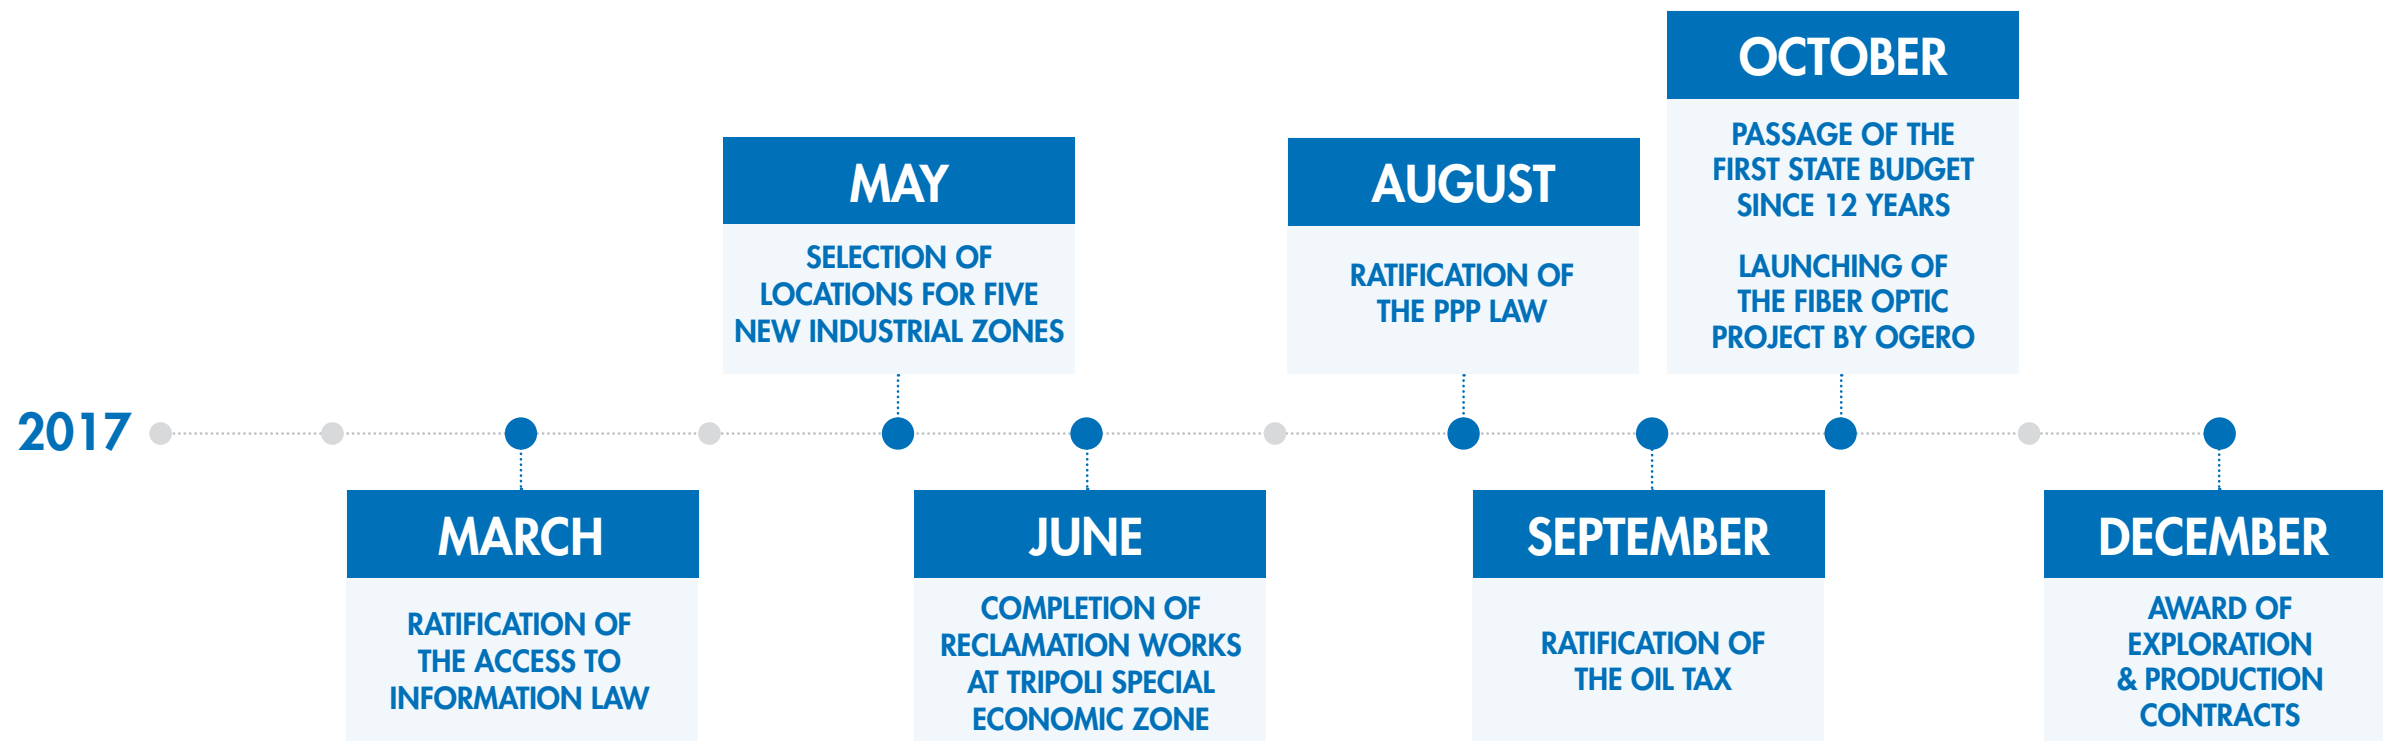 2017
MARCH
RATIFICATION OF
THE ACCESS TO
INFORMATION LAW
MAY
SELECTION OF
LOCATIONS FOR FIVE
NEW INDUSTRIAL ZONES
JUNE
COMPLETION OF
RECLAMATION WORKS
AT TRIPOLI SPECIAL
ECONOMIC ZONE
AUGUST
RATIFICATION OF
THE PPP LAW
SEPTEMBER
RATIFICATION OF
THE OIL TAX
OCTOBER
PASSAGE OF THE
FIRST STATE BUDGET
SINCE 12 YEARS
LAUNCHING OF
THE FIBER OPTIC
PROJECT BY OGERO
DECEMBER
AWARD OF
EXPLORATION
& PRODUCTION
CONTRACTS